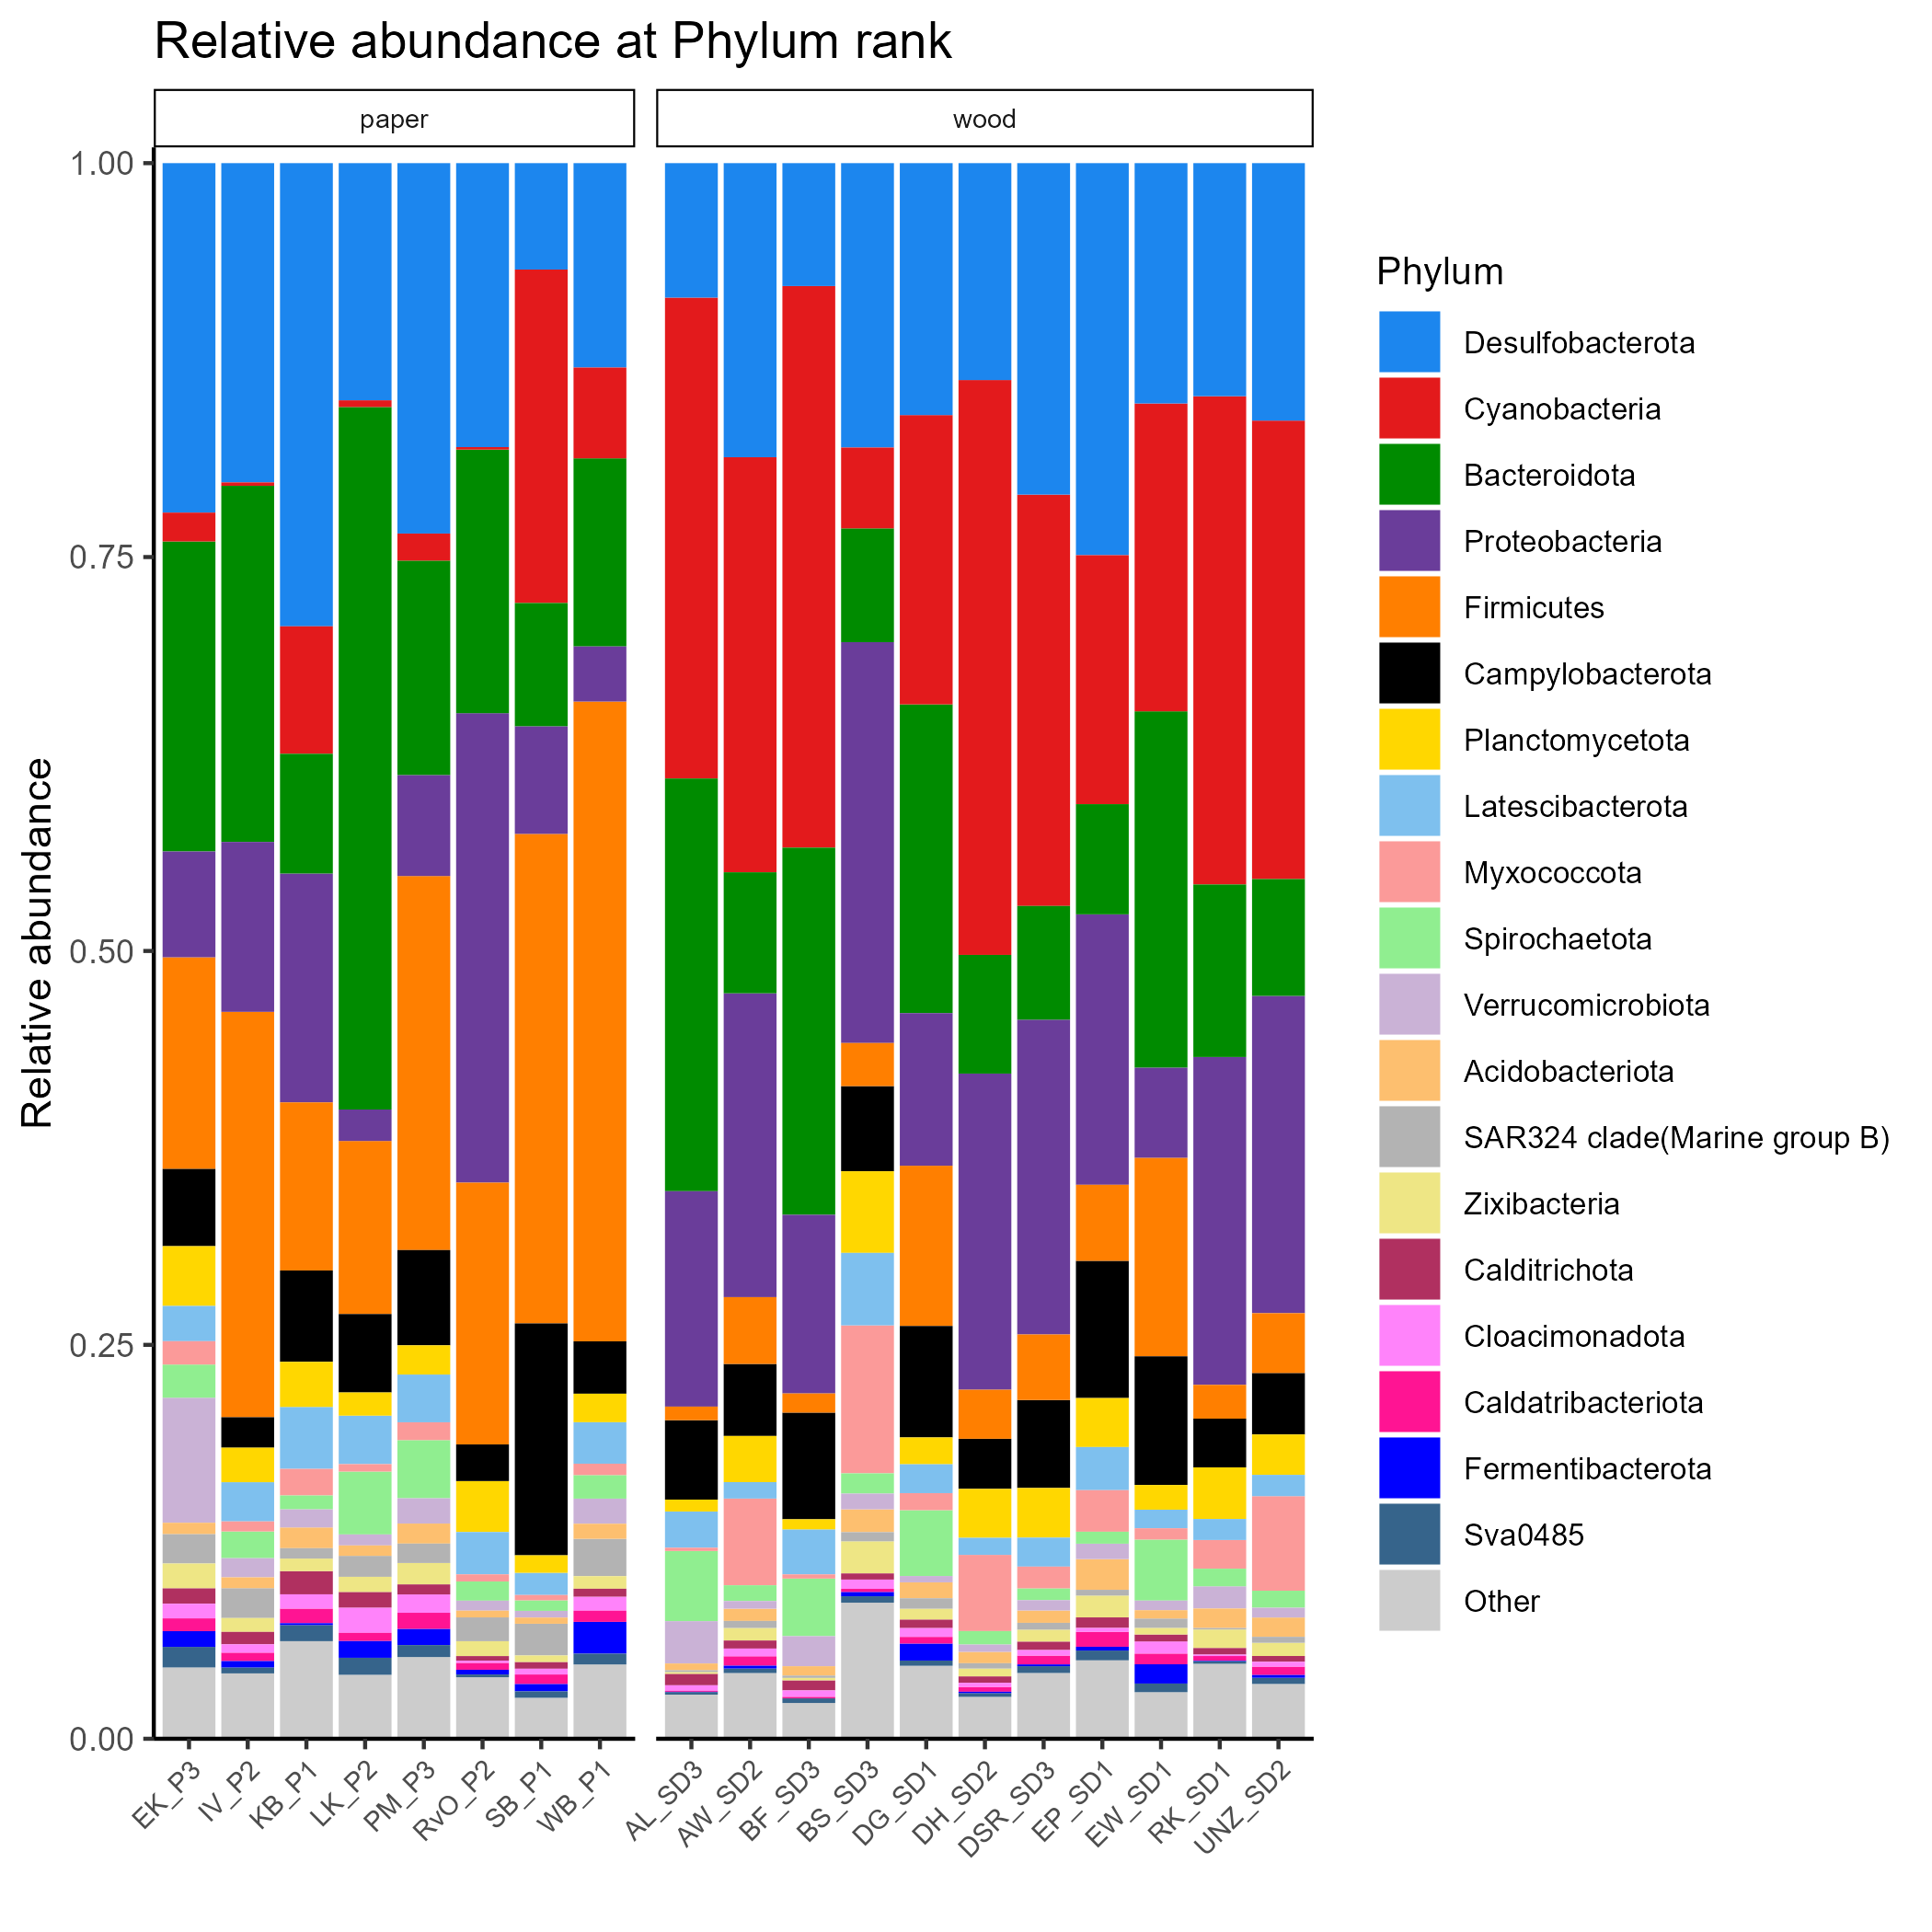 Relative abundance at Phylum rank
paper
wood
Relative abundance
1.00
0.75
0.50
0.25
0.00
EK_P3
IV_P2
KB_P1
LK_P2
PM_P3
RvO_P2
SB_P1
WB_P1
AL_SD3
AW_SD2
BF_SD3
BS_SD3
DG_SD1
DH_SD2
DSR_SD3
EP_SD1
EW_SD1
RK_SD1
UNZ_SD2
Phylum
Desulfobacterota
Cyanobacteria
Bacteroidota
Proteobacteria
Firmicutes
Campylobacterota
Planctomycetota
Latescibacterota
Myxococcota
Spirochaetota
Verrucomicrobiota
Acidobacteriota
SAR324 clade(Marine group B)
Zixibacteria
Calditrichota
Cloacimonadota
Caldatribacteriota
Fermentibacterota
Sva0485
Other